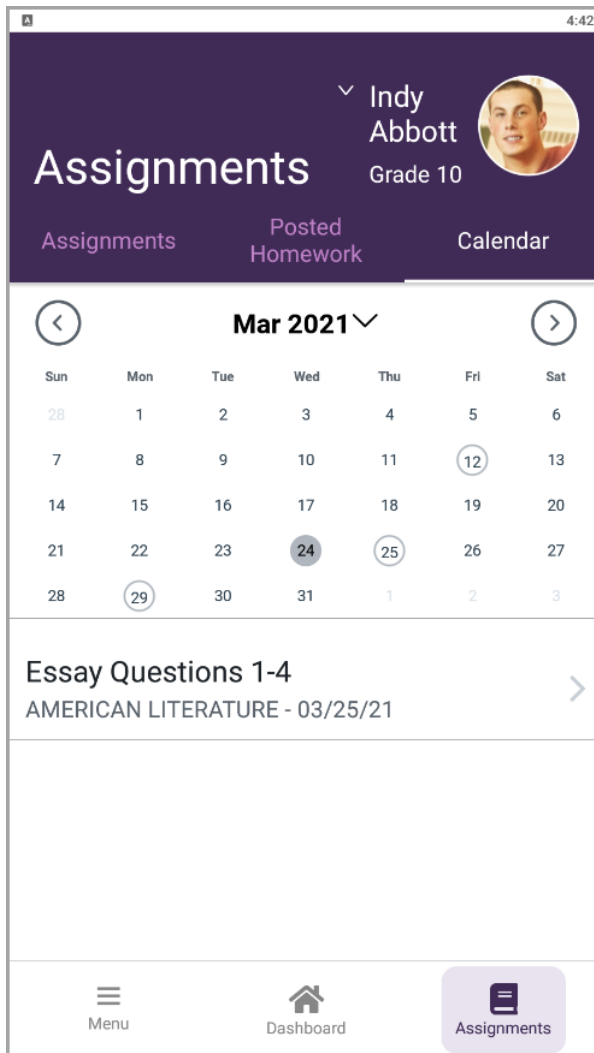 4:42
Indy
Abbott
Assignments
Grade 10
Assignments
Posted
Homework
Calendar
Mar 2021
Sun Mon Tue Wed Thu Fri Sat
28 1 2 3 4 5 6
7 8 9 10 11 12 13
14 15 16 17 18 19 20
21 22 23 24 25 26 27
28 29 30 31 1 2 3
Essay Questions 1-4
AMERICAN LITERATURE - 03/25/21
Menu
Dashboard
Assignments